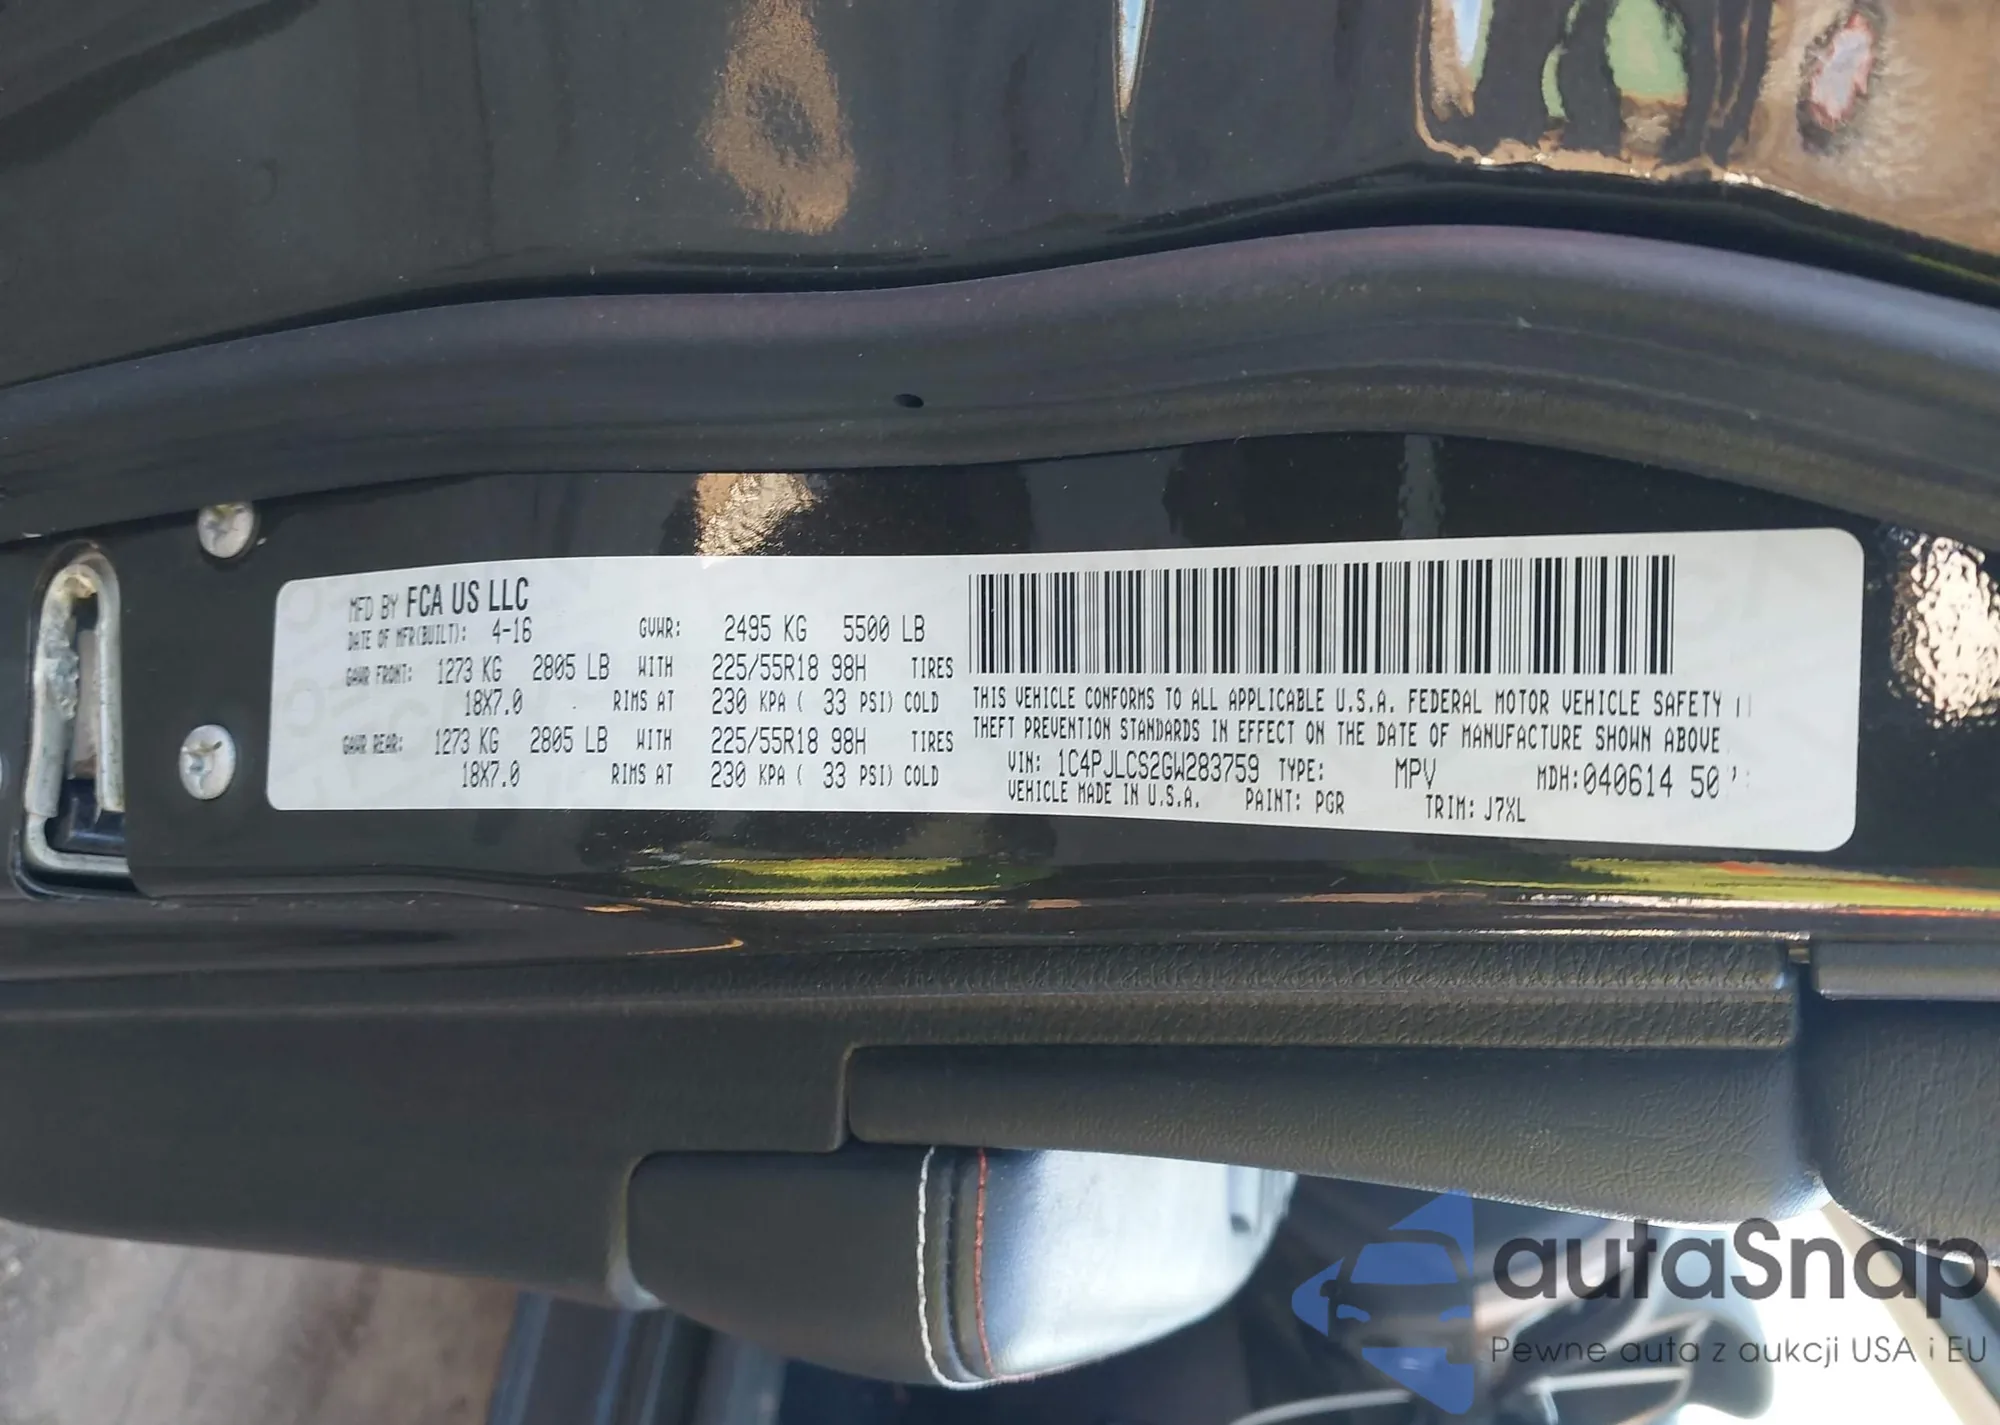 MFD BY FCA US LLC
DATE OF MFR(BUILT): 4-16 GVWR: 2495 KG 5500 LB
GAWR FRONT: 1273 KG 2805 LB WITH 225/55R18 98H TIRES
18X7.0 RIMS AT 230 KPA ( 33 PSI) COLD
GAWR REAR: 1273 KG 2805 LB WITH 225/55R18 98H TIRES
18X7.0 RIMS AT 230 KPA ( 33 PSI) COLD
THIS VEHICLE CONFORMS TO ALL APPLICABLE U.S.A. FEDERAL MOTOR VEHICLE SAFETY
THEFT PREVENTION STANDARDS IN EFFECT ON THE DATE OF MANUFACTURE SHOWN ABOVE
VIN: 1C4PJLCS2GW283759 TYPE: MPV MDH:040614 50
VEHICLE MADE IN U.S.A. PAINT: PGR TRIM: J7XL
autaSnap
Pewne auta z aukcji USA i EU